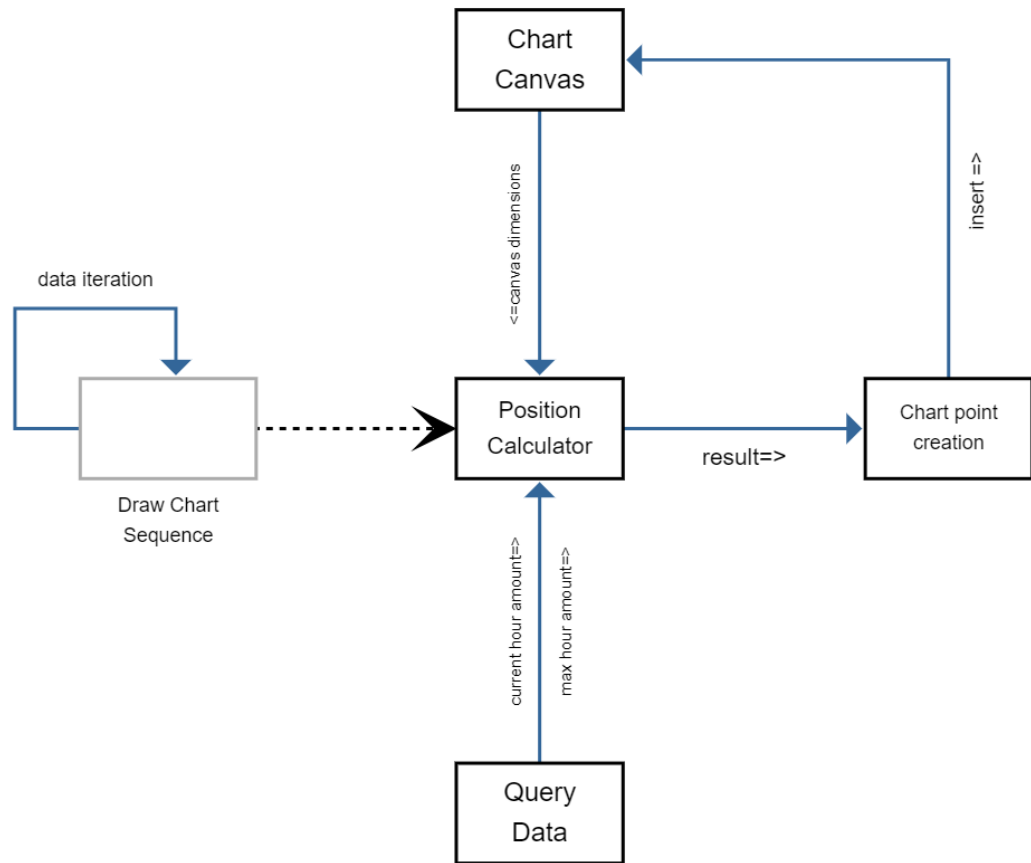 Chart
Canvas
<=canvas dimensions
insert =>
data iteration
Position
Calculator
result=>
Chart point
creation
Draw Chart
Sequence
current hour amount=>
max hour amount=>
Query
Data